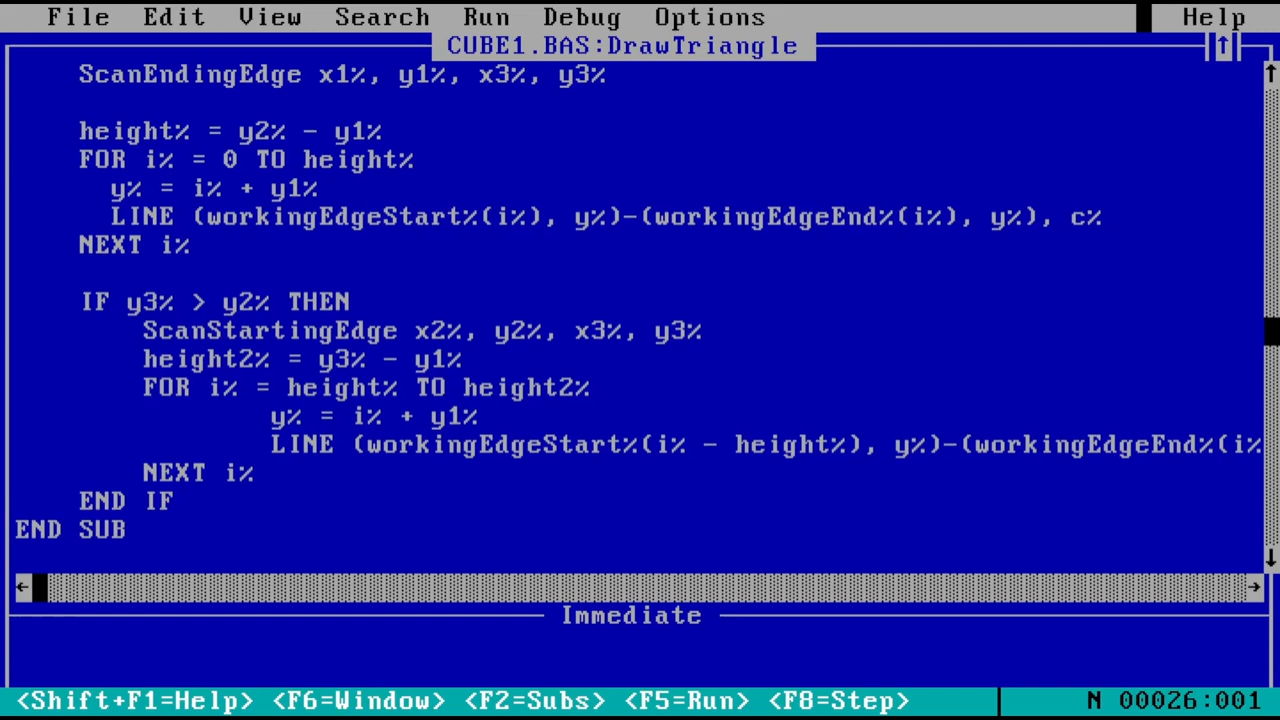 File Edit View Search Run Debug Options Help
CUBE1.BAS:DrawTriangle
ScanEndingEdge x1%, y1%, x3%, y3%
height% = y2% - y1%
FOR i% = 0 TO height%
y% = i% + y1%
LINE (workingEdgeStart%(i%), y%)-(workingEdgeEnd%(i%), y%), c%
NEXT i%
IF y3% > y2% THEN
ScanStartingEdge x2%, y2%, x3%, y3%
height2% = y3% - y1%
FOR i% = height% TO height2%
y% = i% + y1%
LINE (workingEdgeStart%(i% - height%), y%)-(workingEdgeEnd%(i%
NEXT i%
END IF
END SUB
Immediate
<Shift+F1=Help> <F6=Window> <F2=Subs> <F5=Run> <F8=Step> N 00026:001